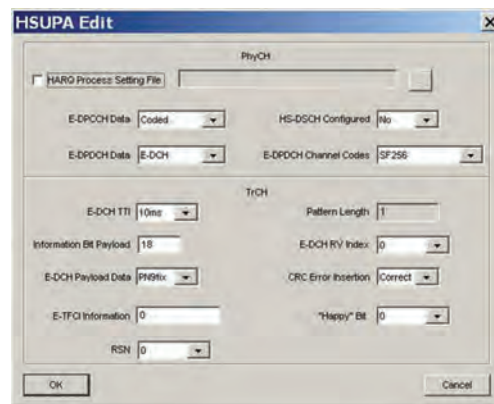 HSUPA Edit
PhyCH
HARQ Process Setting File
E-DPCCH Data Coded HS-DSCH Configured No
E-DPDCH Data E-DCH E-DPDCH Channel Codes SF256
TrCH
E-DCH TTI 10ms Pattern Length 1
Information Bit Payload 18 E-DCH RV Index 0
E-DCH Payload Data PN9fix CRC Error Insertion Correct
E-TFCI Information 0 "Happy" Bit 0
RSN 0
OK Cancel